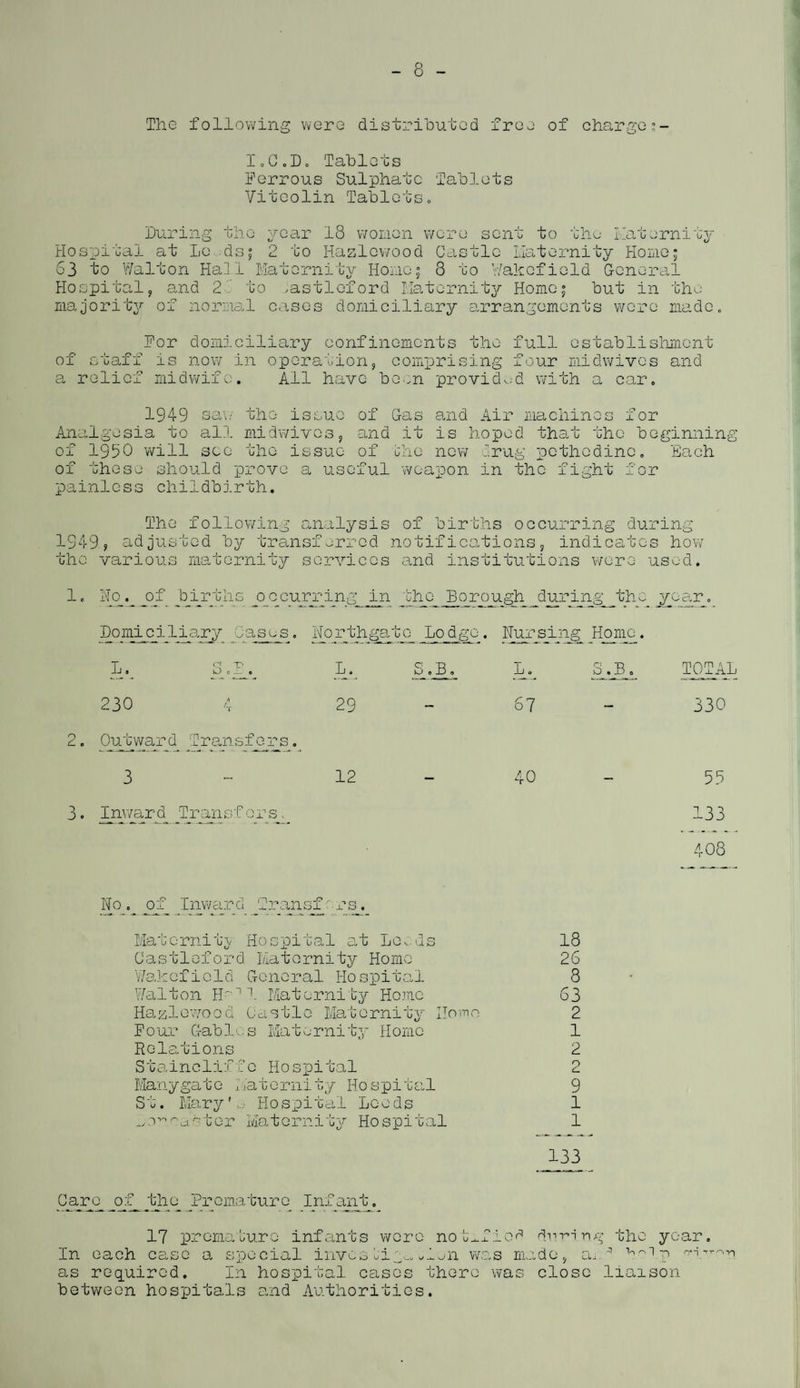 - 8 -
The following were distributed free of charge:-
I.C.D. Tablets
Ferrous Sulphate Tablets
Viteolin Tablets.
During the year 18 women were sent to the Maternity
Hospital at Leeds; 2 to Hazlewood Castle Maternity Home;
63 to Walton Hall Maternity Home; 8 to Wakefield General
Hospital, and 2 to Castleford Maternity Home; but in the
majority of normal cases domiciliary arrangements were made.
For domiciliary confinements the full establishment
of staff is now in operation, comprising four midwives and
a relief midwife. All have been provided with a car.
1949 saw the issue of Gas and Air machines for
Analgesia to all midwives, and it is hoped that the beginning
of 1950 will see the issue of the new drug pethedine. Each
of these should prove a useful weapon in the fight for
painless childbirth.
The following analysis of births occurring during
1949, adjusted by transferred notifications, indicates how
the various maternity services and institutions were used.
1. No. of births occurring in the Borough during the year.
Domiciliary Cases. Northgate Lodge. Nursing Home.
L. S.B. L. S.B. L. S.B. TOTAL
230 4 29 - 67 - 330
2. Outward Transfers.
3 - 12 - 40 - 55
3. Inward Transfers. 133
408
No. of Inward Transfers.
Maternity Hospital at Leeds 18
Castleford Maternity Home 26
Wakefield General Hospital 8
Walton Hall Maternity Home 63
Hazlewood Castle Maternity Home 2
Four Gables Maternity Home 1
Relations 2
Staincliffe Hospital 2
Manygate Maternity Hospital 9
St. Mary's Hospital Leeds 1
Doncaster Maternity Hospital 1
133
Care of the Premature Infant.
17 premature infants were notified during the year.
In each case a special investigation was made, and help given
as required. In hospital cases there was close liaison
between hospitals and Authorities.